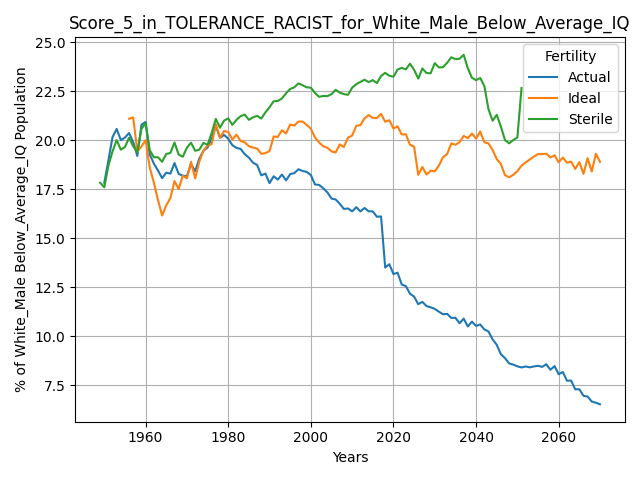 Score_5_in_TOLERANCE_RACIST_for_White_Male_Below_Average_IQ
% of White_Male Below_Average_IQ Population
25.0
22.5
20.0
17.5
15.0
12.5
10.0
7.5
Fertility
Actual
Ideal
Sterile
1960 1980 2000 2020 2040 2060
Years